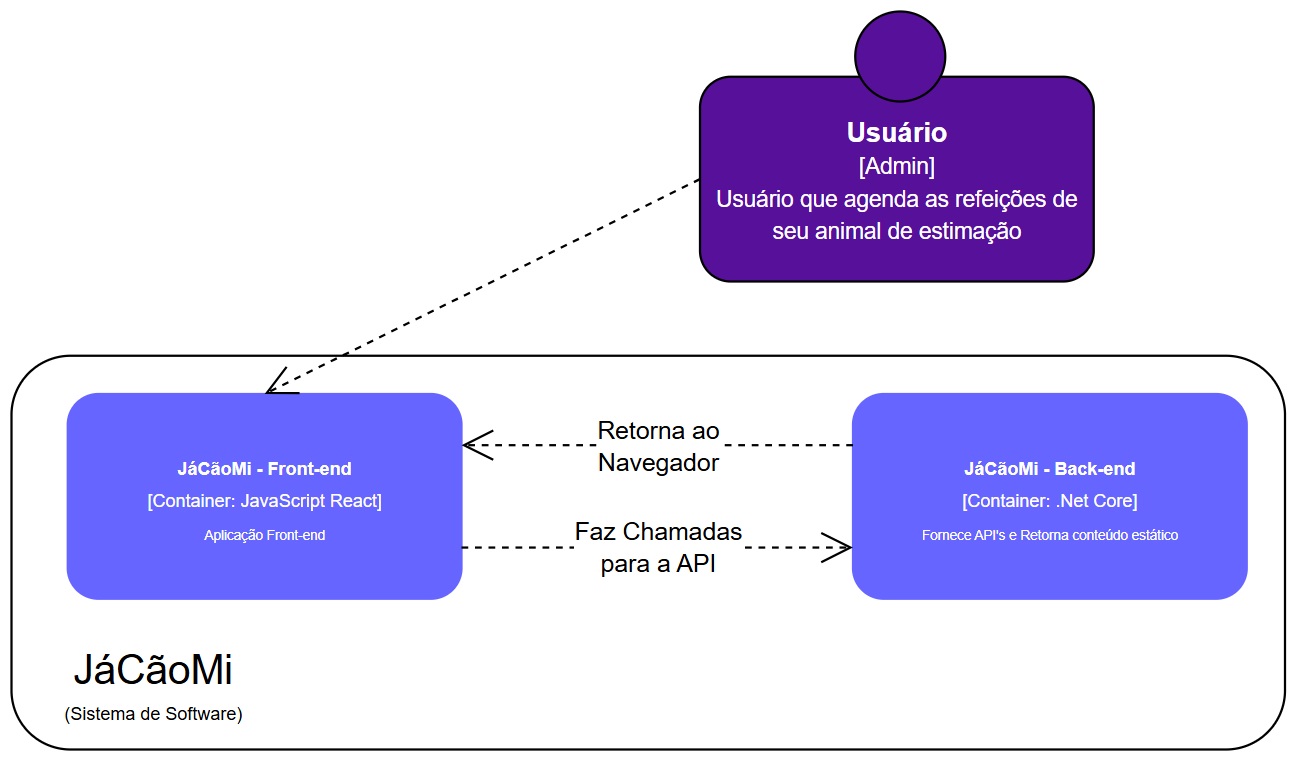 Usuário
[Admin]
Usuário que agenda as refeições de
seu animal de estimação
Retorna ao
Navegador
JáCãoMi - Front-end
[Container: JavaScript React]
Aplicação Front-end
JáCãoMi - Back-end
[Container: .Net Core]
Fornece API's e Retorna conteúdo estático
Faz Chamadas
para a API
JáCãoMi
(Sistema de Software)